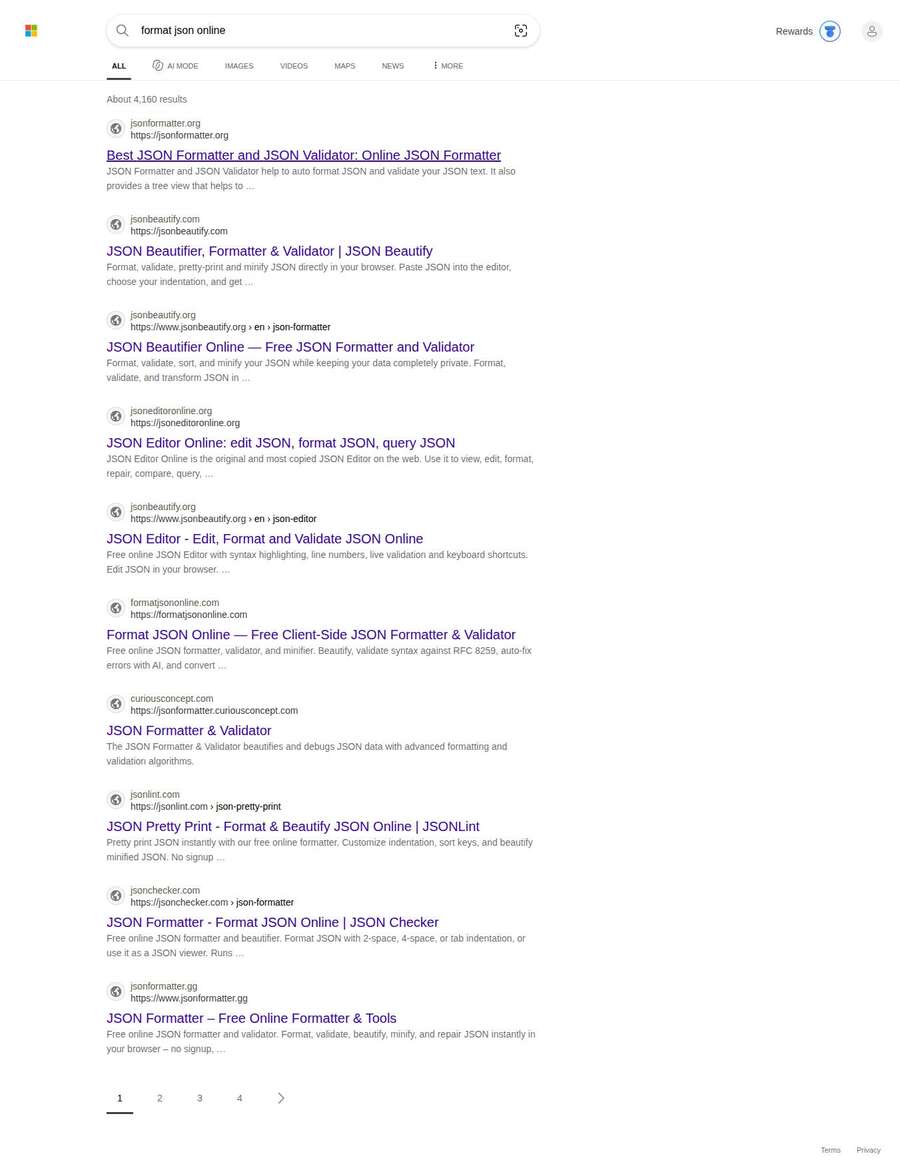 format json online
Rewards
ALL
AI MODE
IMAGES
VIDEOS
MAPS
NEWS
MORE
About 4,160 results
jsonformatter.org
https://jsonformatter.org
Best JSON Formatter and JSON Validator: Online JSON Formatter
JSON Formatter and JSON Validator help to auto format JSON and validate your JSON text. It also
provides a tree view that helps to …
jsonbeautify.com
https://jsonbeautify.com
JSON Beautifier, Formatter & Validator | JSON Beautify
Format, validate, pretty-print and minify JSON directly in your browser. Paste JSON into the editor,
choose your indentation, and get …
jsonbeautify.org
https://www.jsonbeautify.org › en › json-formatter
JSON Beautifier Online — Free JSON Formatter and Validator
Format, validate, sort, and minify your JSON while keeping your data completely private. Format,
validate, and transform JSON in …
jsoneditoronline.org
https://jsoneditoronline.org
JSON Editor Online: edit JSON, format JSON, query JSON
JSON Editor Online is the original and most copied JSON Editor on the web. Use it to view, edit, format,
repair, compare, query, …
jsonbeautify.org
https://www.jsonbeautify.org › en › json-editor
JSON Editor - Edit, Format and Validate JSON Online
Free online JSON Editor with syntax highlighting, line numbers, live validation and keyboard shortcuts.
Edit JSON in your browser. …
formatjsononline.com
https://formatjsononline.com
Format JSON Online — Free Client-Side JSON Formatter & Validator
Free online JSON formatter, validator, and minifier. Beautify, validate syntax against RFC 8259, auto-fix
errors with AI, and convert …
curiousconcept.com
https://jsonformatter.curiousconcept.com
JSON Formatter & Validator
The JSON Formatter & Validator beautifies and debugs JSON data with advanced formatting and
validation algorithms.
jsonlint.com
https://jsonlint.com › json-pretty-print
JSON Pretty Print - Format & Beautify JSON Online | JSONLint
Pretty print JSON instantly with our free online formatter. Customize indentation, sort keys, and beautify
minified JSON. No signup …
jsonchecker.com
https://jsonchecker.com › json-formatter
JSON Formatter - Format JSON Online | JSON Checker
Free online JSON formatter and beautifier. Format JSON with 2-space, 4-space, or tab indentation, or
use it as a JSON viewer. Runs …
jsonformatter.gg
https://www.jsonformatter.gg
JSON Formatter – Free Online Formatter & Tools
Free online JSON formatter and validator. Format, validate, beautify, minify, and repair JSON instantly in
your browser – no signup, …
1
2
3
4
Terms
Privacy